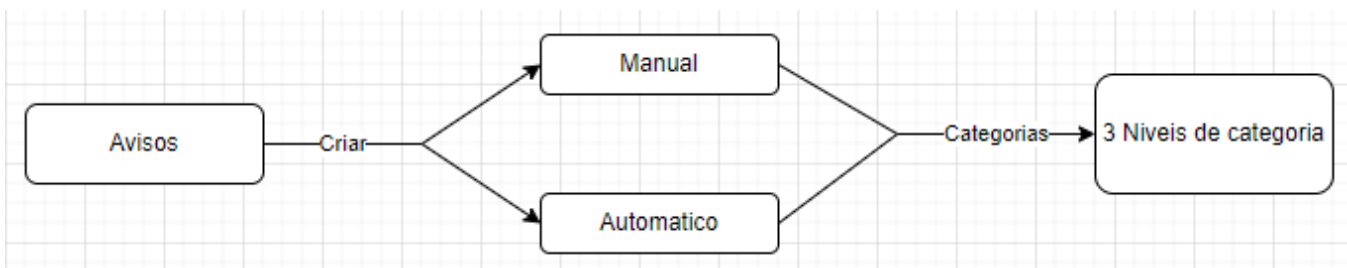 Avisos
Criar
Manual
Automatico
Categorias
3 Niveis de categoria